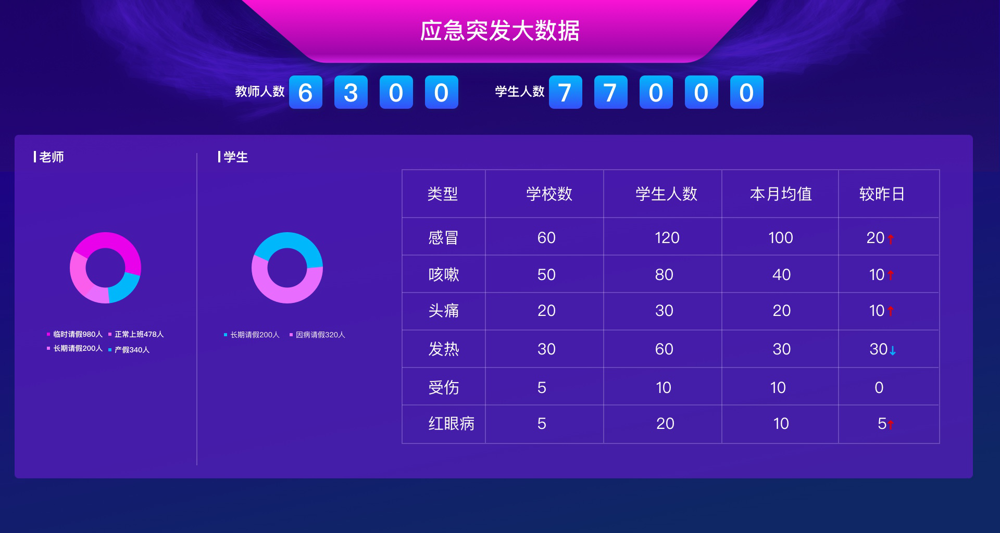 应急突发大数据
教师人数 6 3 0 0 学生人数 7 7 0 0 0
老师
学生
临时请假980人 正常上班478人
长期请假200人 产假340人
长期请假200人 因病请假320人
类型 学校数 学生人数 本月均值 较昨日
感冒 60 120 100 20↑
咳嗽 50 80 40 10↑
头痛 20 30 20 10↑
发热 30 60 30 30↓
受伤 5 10 10 0
红眼病 5 20 10 5↑